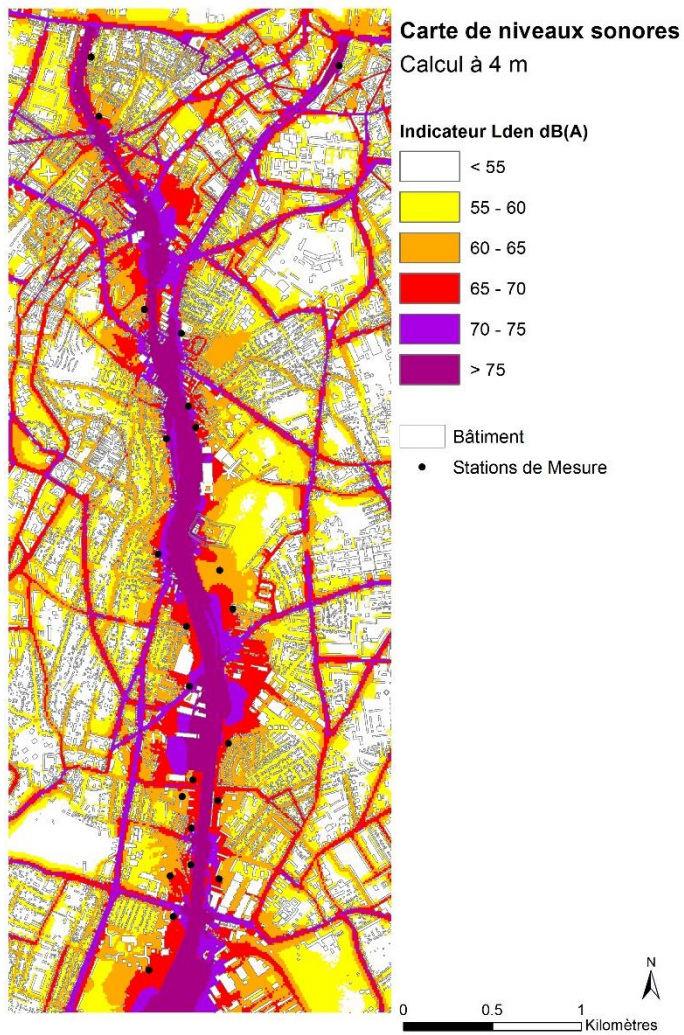 Carte de niveaux sonores
Calcul à 4 m
Indicateur Lden dB(A)
< 55
55 - 60
60 - 65
65 - 70
70 - 75
> 75
Bâtiment
Stations de Mesure
N
0 0.5 1
Kilomètres